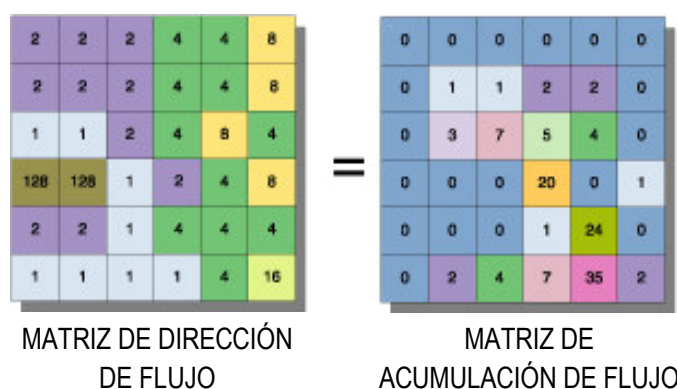 2 2 2 4 4 8
2 2 2 4 4 8
1 1 2 4 8 4
128 128 1 2 4 8
2 2 1 4 4 4
1 1 1 1 4 16
=
0 0 0 0 0 0
0 1 1 2 2 0
0 3 7 5 4 0
0 0 0 20 0 1
0 0 0 1 24 0
0 2 4 7 35 2
MATRIZ DE DIRECCIÓN
DE FLUJO
MATRIZ DE
ACUMULACIÓN DE FLUJO